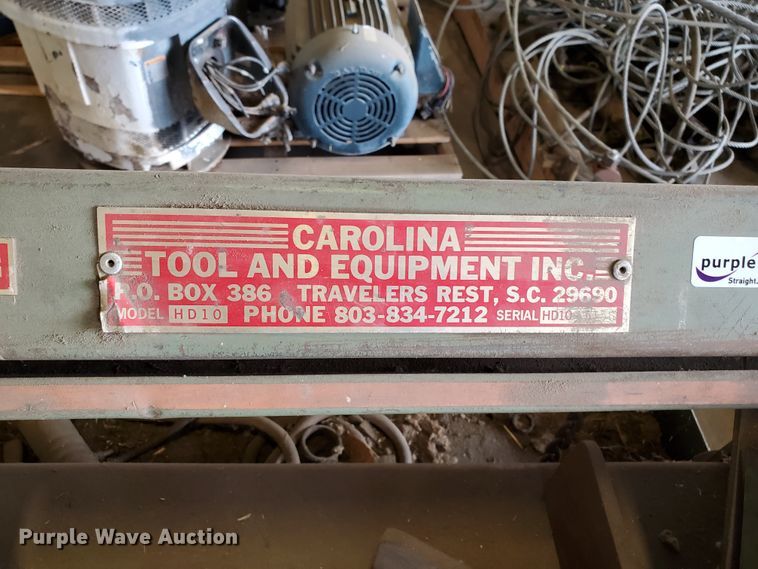 CAROLINA
TOOL AND EQUIPMENT INC.
P.O. BOX 386 TRAVELERS REST, S.C. 29690
MODEL HD10 PHONE 803-834-7212 SERIAL
purple
Straight.
Purple Wave Auction